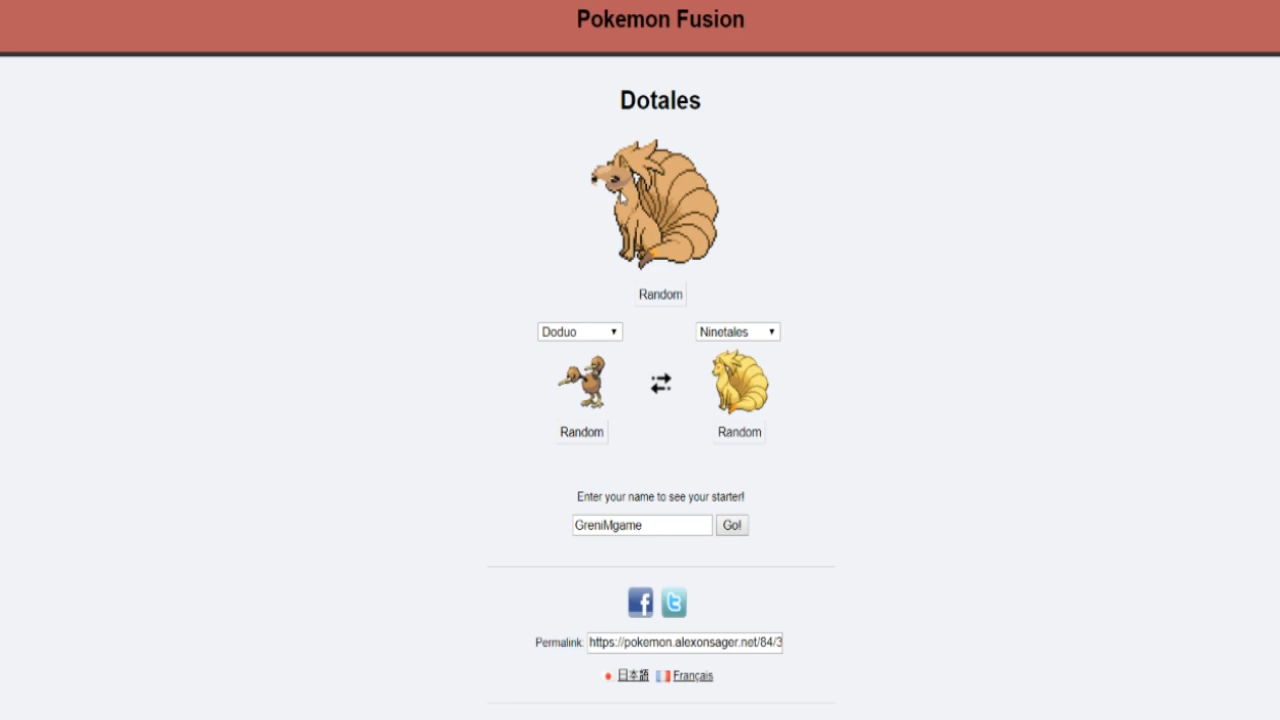 Pokemon Fusion
Dotales
Random
Doduo Ninetales
Random Random
Enter your name to see your starter!
GreniMgame Go!
Permalink: https://pokemon.alexonsager.net/84/3
日本語 Français